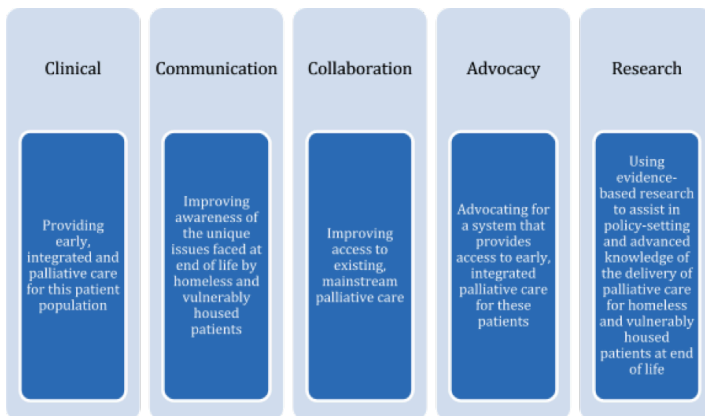 Clinical
Providing
early,
integrated and
palliative care
for this patient
population
Communication
Improving
awareness of
the unique
issues faced at
end of life by
homeless and
vulnerably
housed
patients
Collaboration
Improving
access to
existing,
mainstream
palliative care
Advocacy
Advocating for
a system that
provides
access to early,
integrated
palliative care
for these
patients
Research
Using
evidence-
based research
to assist in
policy-setting
and advanced
knowledge of
the delivery of
palliative care
for homeless
and vulnerably
housed
patients at end
of life